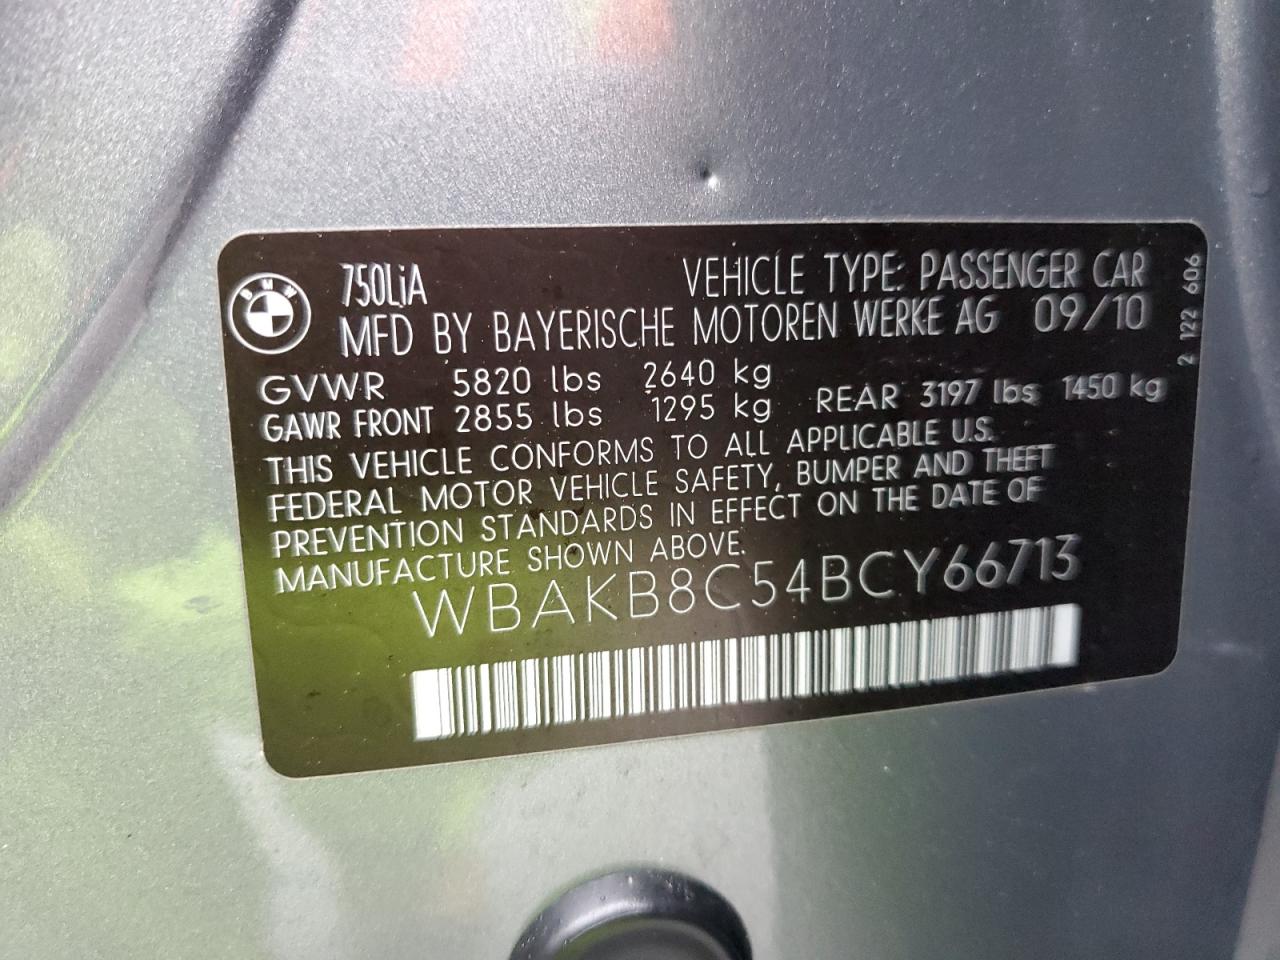 BMW
750LiA VEHICLE TYPE: PASSENGER CAR
MFD BY BAYERISCHE MOTOREN WERKE AG 09/10
GVWR 5820 lbs 2640 kg
GAWR FRONT 2855 lbs 1295 kg REAR 3197 lbs 1450 kg
THIS VEHICLE CONFORMS TO ALL APPLICABLE U.S.
FEDERAL MOTOR VEHICLE SAFETY, BUMPER AND THEFT
PREVENTION STANDARDS IN EFFECT ON THE DATE OF
MANUFACTURE SHOWN ABOVE.
WBAKB8C54BCY66713
2 122 606